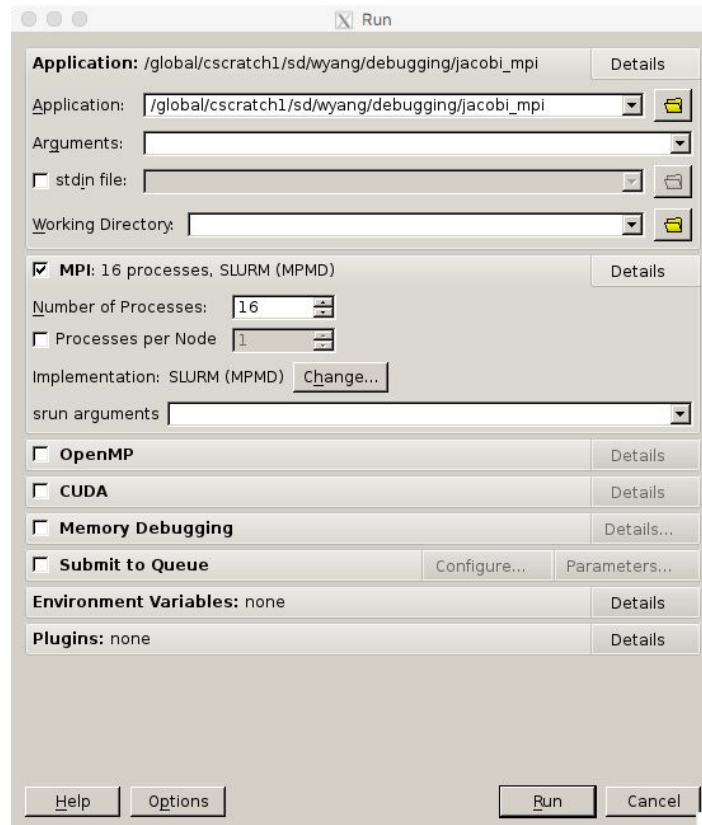 Run
Application: /global/cscratch1/sd/wyang/debugging/jacobi_mpi Details
Application: /global/cscratch1/sd/wyang/debugging/jacobi_mpi
Arguments:
stdin file:
Working Directory:
MPI: 16 processes, SLURM (MPMD) Details
Number of Processes: 16
Processes per Node 1
Implementation: SLURM (MPMD) Change...
srun arguments
OpenMP Details
CUDA Details
Memory Debugging Details...
Submit to Queue Configure... Parameters...
Environment Variables: none Details
Plugins: none Details
Help Options Run Cancel